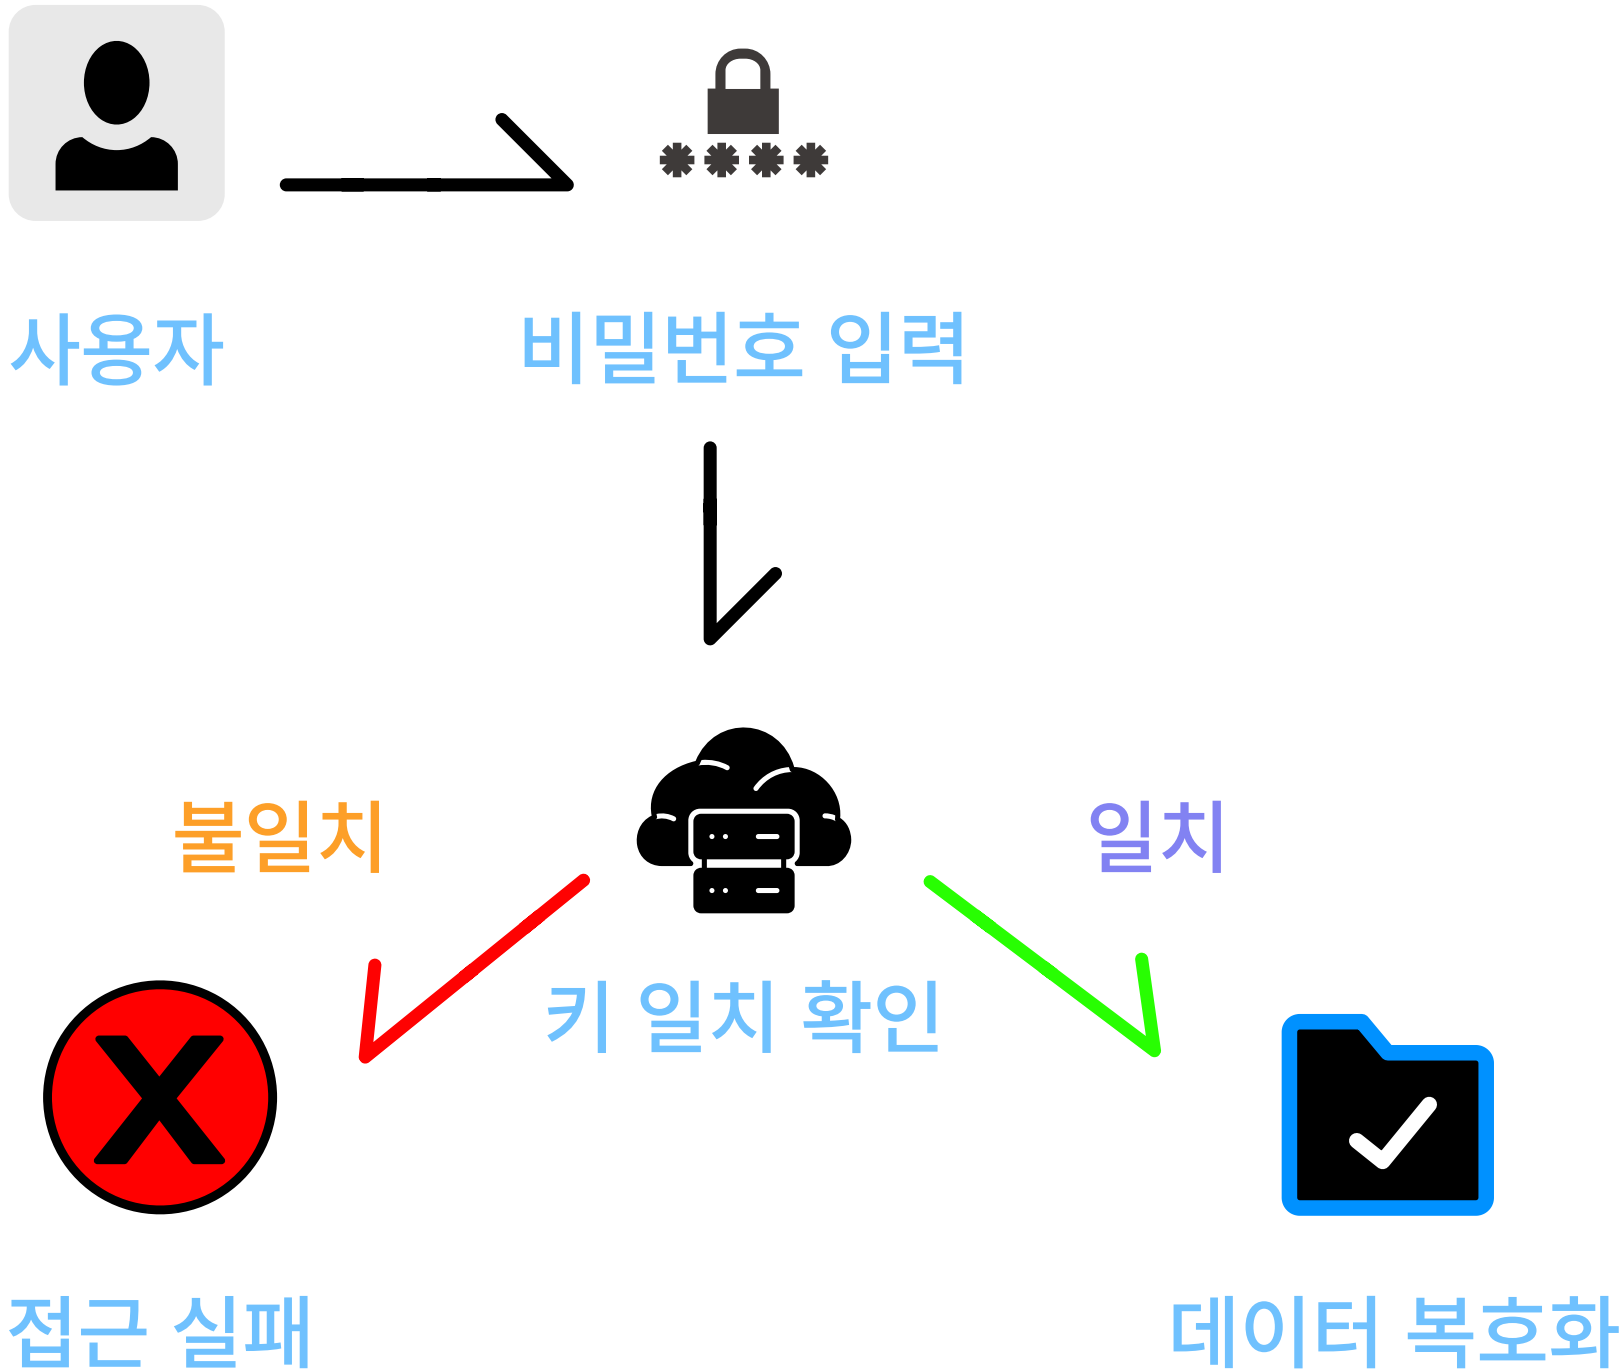 사용자
비밀번호 입력
불일치
일치
키 일치 확인
접근 실패
데이터 복호화